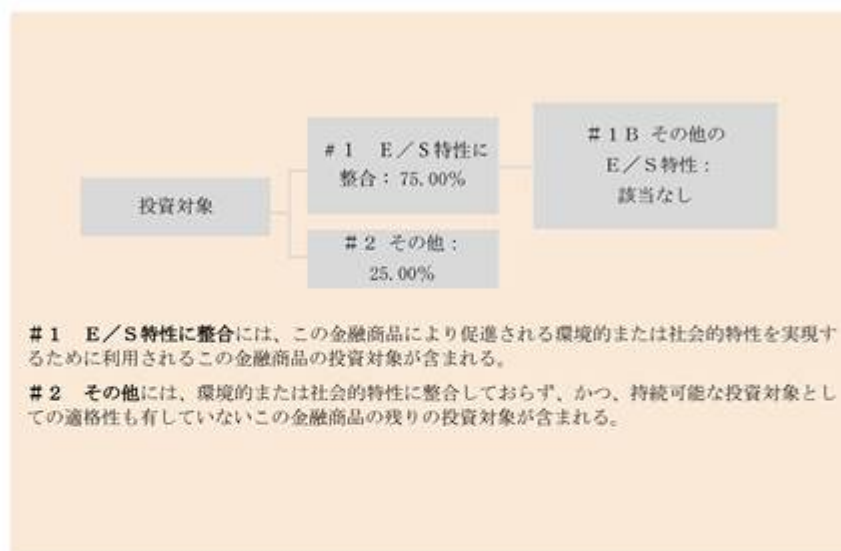 投資対象
＃１　Ｅ／Ｓ特性に
整合：75.00%
＃２ その他：
25.00%
＃１Ｂ その他の
Ｅ／Ｓ特性：
該当なし
＃１　Ｅ／Ｓ特性に整合には、この金融商品により促進される環境的または社会的特性を実現す
るために利用されるこの金融商品の投資対象が含まれる。
＃２　その他には、環境的または社会的特性に整合しておらず、かつ、持続可能な投資対象とし
ての適格性も有していないこの金融商品の残りの投資対象が含まれる。